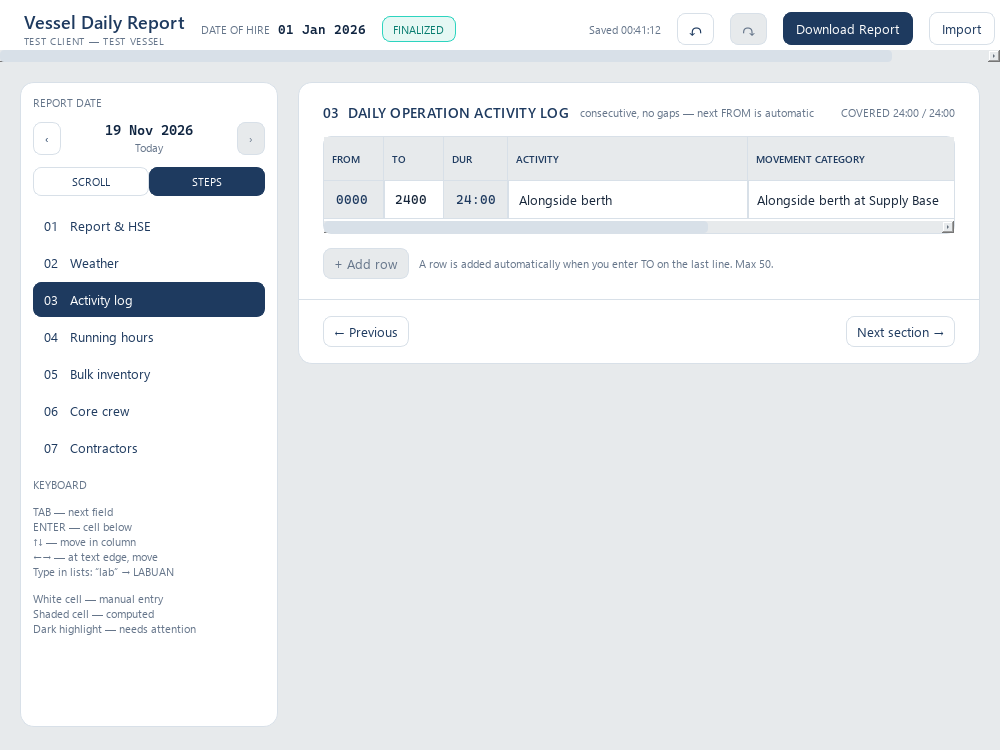 Vessel Daily Report
TEST CLIENT — TEST VESSEL
DATE OF HIRE 01 Jan 2026
FINALIZED
Saved 00:41:12
Download Report
Import
REPORT DATE
‹ 19 Nov 2026 ›
Today
SCROLL STEPS
01 Report & HSE
02 Weather
03 Activity log
04 Running hours
05 Bulk inventory
06 Core crew
07 Contractors
KEYBOARD
TAB — next field
ENTER — cell below
↑↓ — move in column
←→ — at text edge, move
Type in lists: “lab” → LABUAN
White cell — manual entry
Shaded cell — computed
Dark highlight — needs attention
03 DAILY OPERATION ACTIVITY LOG consecutive, no gaps — next FROM is automatic COVERED 24:00 / 24:00
FROM TO DUR ACTIVITY MOVEMENT CATEGORY
0000 2400 24:00 Alongside berth Alongside berth at Supply Base
+ Add row A row is added automatically when you enter TO on the last line. Max 50.
← Previous Next section →